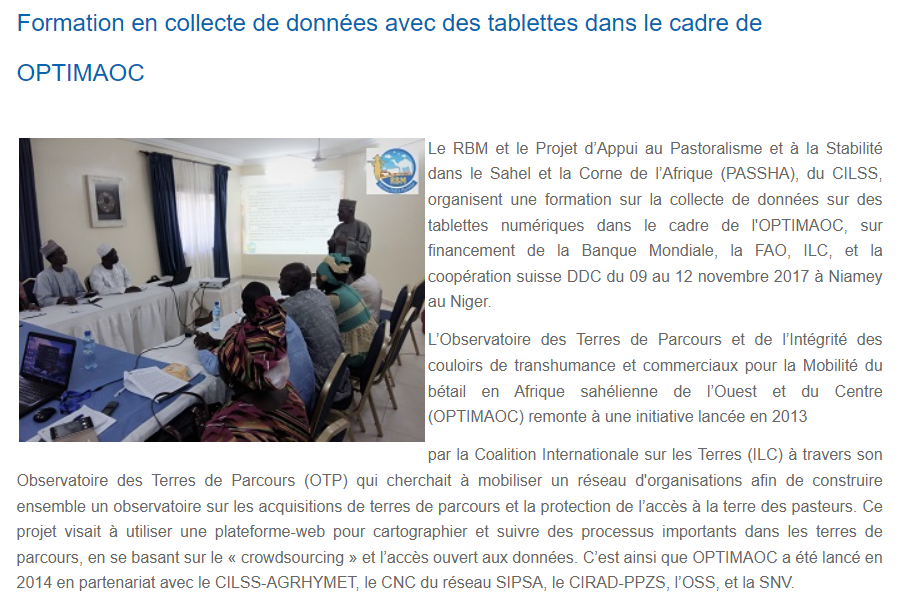 Formation en collecte de données avec des tablettes dans le cadre de
OPTIMAOC
RBM
Le RBM et le Projet d’Appui au Pastoralisme et à la Stabilité
dans le Sahel et la Corne de l’Afrique (PASSHA), du CILSS,
organisent une formation sur la collecte de données sur des
tablettes numériques dans le cadre de l'OPTIMAOC, sur
financement de la Banque Mondiale, la FAO, ILC, et la
coopération suisse DDC du 09 au 12 novembre 2017 à Niamey
au Niger.
L’Observatoire des Terres de Parcours et de l’Intégrité des
couloirs de transhumance et commerciaux pour la Mobilité du
bétail en Afrique sahélienne de l’Ouest et du Centre
(OPTIMAOC) remonte à une initiative lancée en 2013
par la Coalition Internationale sur les Terres (ILC) à travers son
Observatoire des Terres de Parcours (OTP) qui cherchait à mobiliser un réseau d'organisations afin de construire
ensemble un observatoire sur les acquisitions de terres de parcours et la protection de l’accès à la terre des pasteurs. Ce
projet visait à utiliser une plateforme-web pour cartographier et suivre des processus importants dans les terres de
parcours, en se basant sur le « crowdsourcing » et l’accès ouvert aux données. C’est ainsi que OPTIMAOC a été lancé en
2014 en partenariat avec le CILSS-AGRHYMET, le CNC du réseau SIPSA, le CIRAD-PPZS, l’OSS, et la SNV.